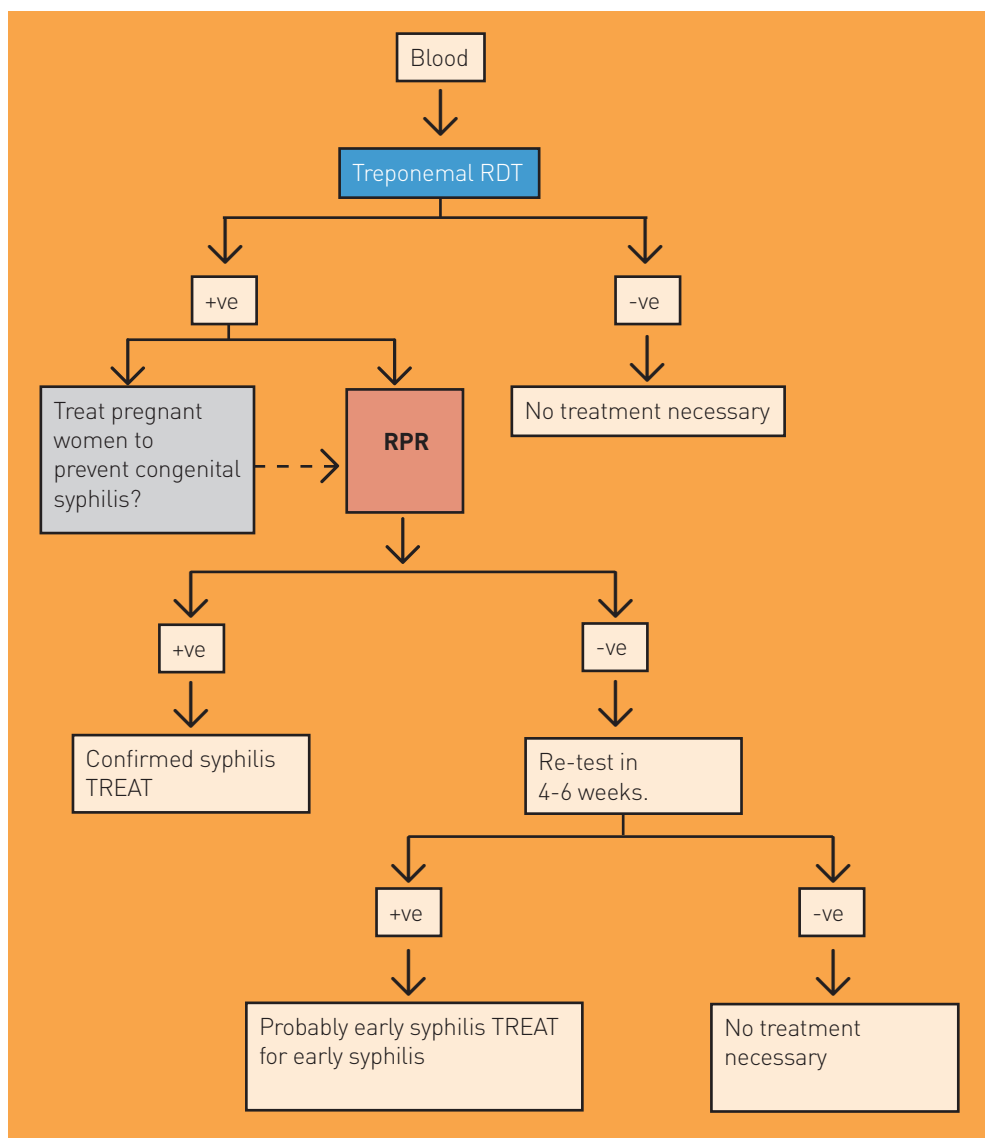 Blood
Treponemal RDT
+ve
-ve
Treat pregnant
women to
prevent congenital
syphilis?
RPR
No treatment necessary
+ve
-ve
Confirmed syphilis
TREAT
Re-test in
4-6 weeks.
+ve
-ve
Probably early syphilis TREAT
for early syphilis
No treatment
necessary